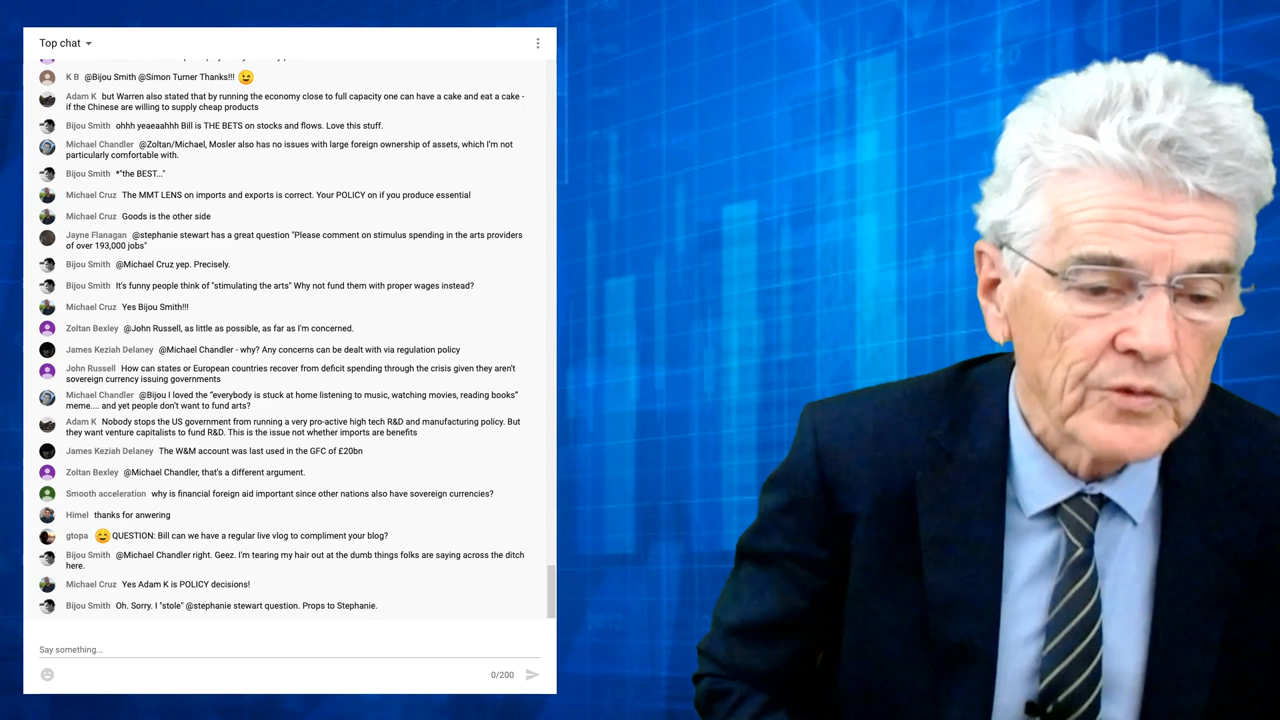 Top chat
K B @Bijou Smith @Simon Turner Thanks!!!
Adam K but Warren also stated that by running the economy close to full capacity one can have a cake and eat a cake -
if the Chinese are willing to supply cheap products
Bijou Smith ohhh yeaeaahhh Bill is THE BETS on stocks and flows. Love this stuff.
Michael Chandler @Zoltan/Michael, Mosler also has no issues with large foreign ownership of assets, which I'm not
particularly comfortable with.
Bijou Smith *"the BEST..."
Michael Cruz The MMT LENS on imports and exports is correct. Your POLICY on if you produce essential
Michael Cruz Goods is the other side
Jayne Flanagan @stephanie stewart has a great question "Please comment on stimulus spending in the arts providers
of over 193,000 jobs"
Bijou Smith @Michael Cruz yep. Precisely.
Bijou Smith It's funny people think of "stimulating the arts" Why not fund them with proper wages instead?
Michael Cruz Yes Bijou Smith!!!
Zoltan Bexley @John Russell, as little as possible, as far as I'm concerned.
James Keziah Delaney @Michael Chandler - why? Any concerns can be dealt with via regulation policy
John Russell How can states or European countries recover from deficit spending through the crisis given they aren't
sovereign currency issuing governments
Michael Chandler @Bijou I loved the "everybody is stuck at home listening to music, watching movies, reading books"
meme.... and yet people don't want to fund arts?
Adam K Nobody stops the US government from running a very pro-active high tech R&D and manufacturing policy. But
they want venture capitalists to fund R&D. This is the issue not whether imports are benefits
James Keziah Delaney The W&M account was last used in the GFC of £20bn
Zoltan Bexley @Michael Chandler, that's a different argument.
Smooth acceleration why is financial foreign aid important since other nations also have sovereign currencies?
Himel thanks for anwering
gtopa QUESTION: Bill can we have a regular live vlog to compliment your blog?
Bijou Smith @Michael Chandler right. Geez. I'm tearing my hair out at the dumb things folks are saying across the ditch
here.
Michael Cruz Yes Adam K is POLICY decisions!
Bijou Smith Oh. Sorry. I "stole" @stephanie stewart question. Props to Stephanie.
Say something...
0/200